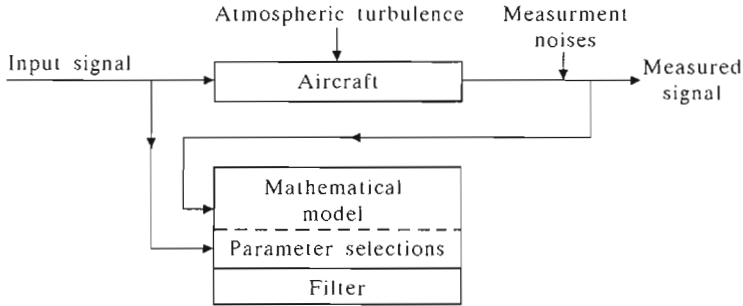 Atmospheric turbulence
Measurment
noises
Input signal
Aircraft
Measured
signal
Mathematical
model
Parameter selections
Filter